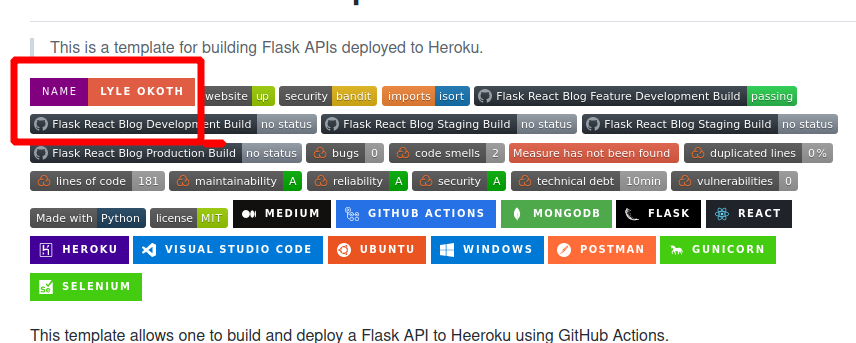 This is a template for building Flask APIs deployed to Heroku.
NAME LYLE OKOTH website up security bandit imports isort Flask React Blog Feature Development Build passing
Flask React Blog Development Build no status Flask React Blog Staging Build no status Flask React Blog Staging Build no status
Flask React Blog Production Build no status bugs 0 code smells 2 Measure has not been found duplicated lines 0%
lines of code 181 maintainability A reliability A security A technical debt 10min vulnerabilities 0
Made with Python license MIT MEDIUM GITHUB ACTIONS MONGODB FLASK REACT
HEROKU VISUAL STUDIO CODE UBUNTU WINDOWS POSTMAN GUNICORN
Se SELENIUM
This template allows one to build and deploy a Flask API to Heeroku using GitHub Actions.